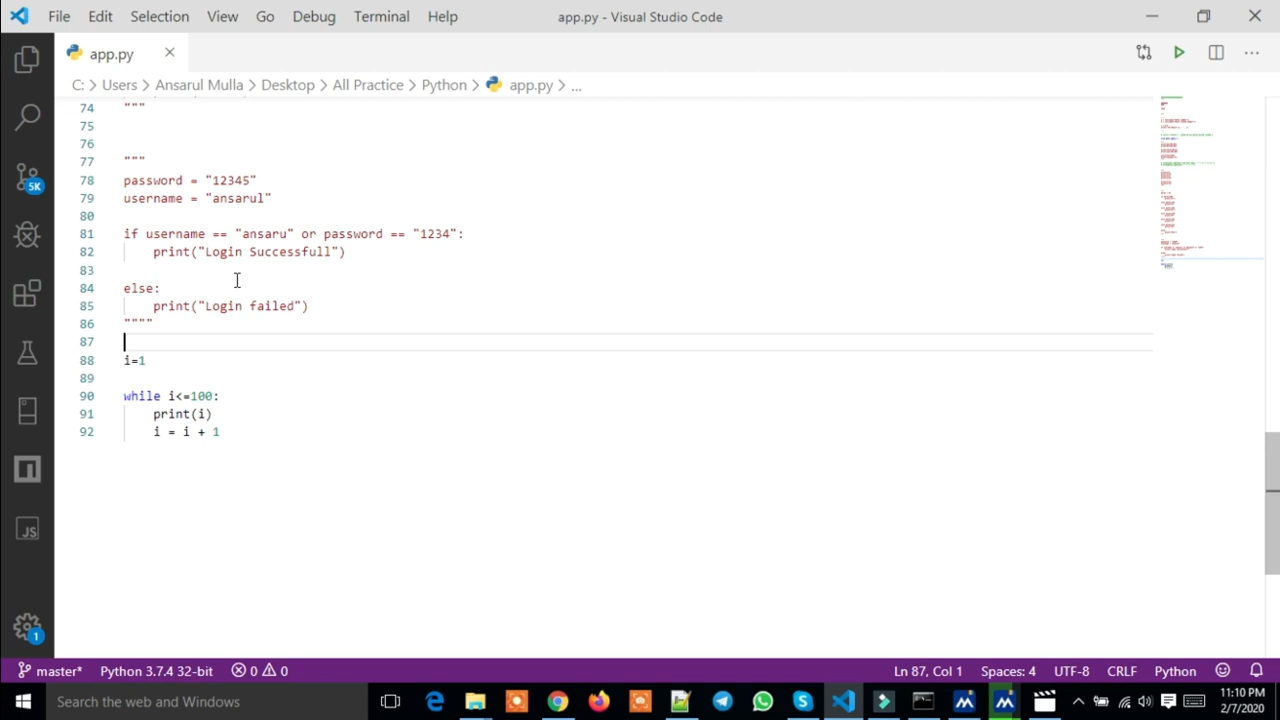 File Edit Selection View Go Debug Terminal Help app.py - Visual Studio Code
app.py
C: > Users > Ansarul Mulla > Desktop > All Practice > Python > app.py > ...
74 """
75
76
77 """
78 password = "12345"
79 username = "ansarul"
80
81 if username == "ansaru" or password == "1234":
82 print("Login Successfull")
83
84 else:
85 print("Login failed")
86 """"
87
88 i=1
89
90 while i<=100:
91 print(i)
92 i = i + 1
5K
JS
1
master* Python 3.7.4 32-bit 0 0 Ln 87, Col 1 Spaces: 4 UTF-8 CRLF Python
Search the web and Windows
11:10 PM
2/7/2020